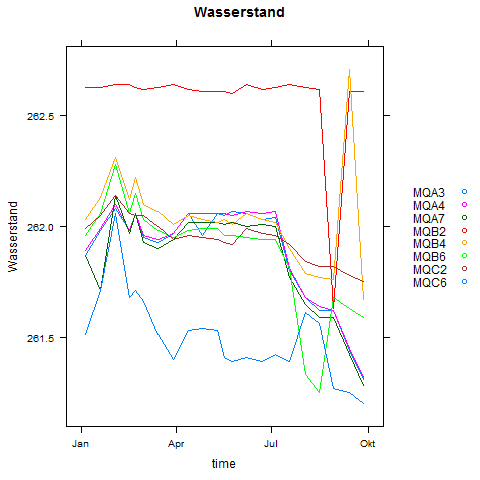 Wasserstand
Wasserstand
262.5
262.0
261.5
Jan
Apr
Jul
Okt
time
MQA3
MQA4
MQA7
MQB2
MQB4
MQB6
MQC2
MQC6